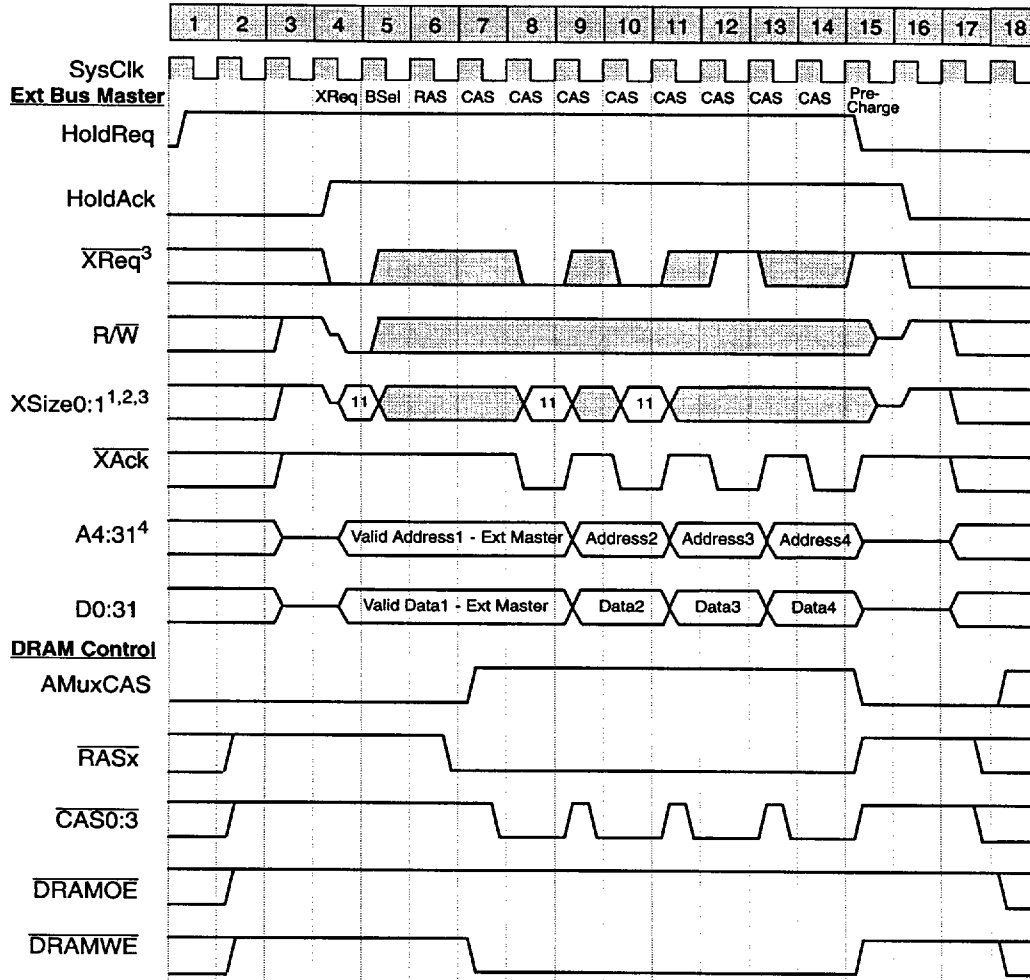 1 2 3 4 5 6 7 8 9 10 11 12 13 14 15 16 17 18
SysClk
Ext Bus Master XReq BSel RAS CAS CAS CAS CAS CAS CAS CAS CAS Pre-
Charge
HoldReq
HoldAck
XReq³
R/W
XSize0:1¹,²,³ 11 11 11
XAck
A4:31⁴ Valid Address1 - Ext Master Address2 Address3 Address4
D0:31 Valid Data1 - Ext Master Data2 Data3 Data4
DRAM Control
AMuxCAS
RASx
CAS0:3
DRAMOE
DRAMWE